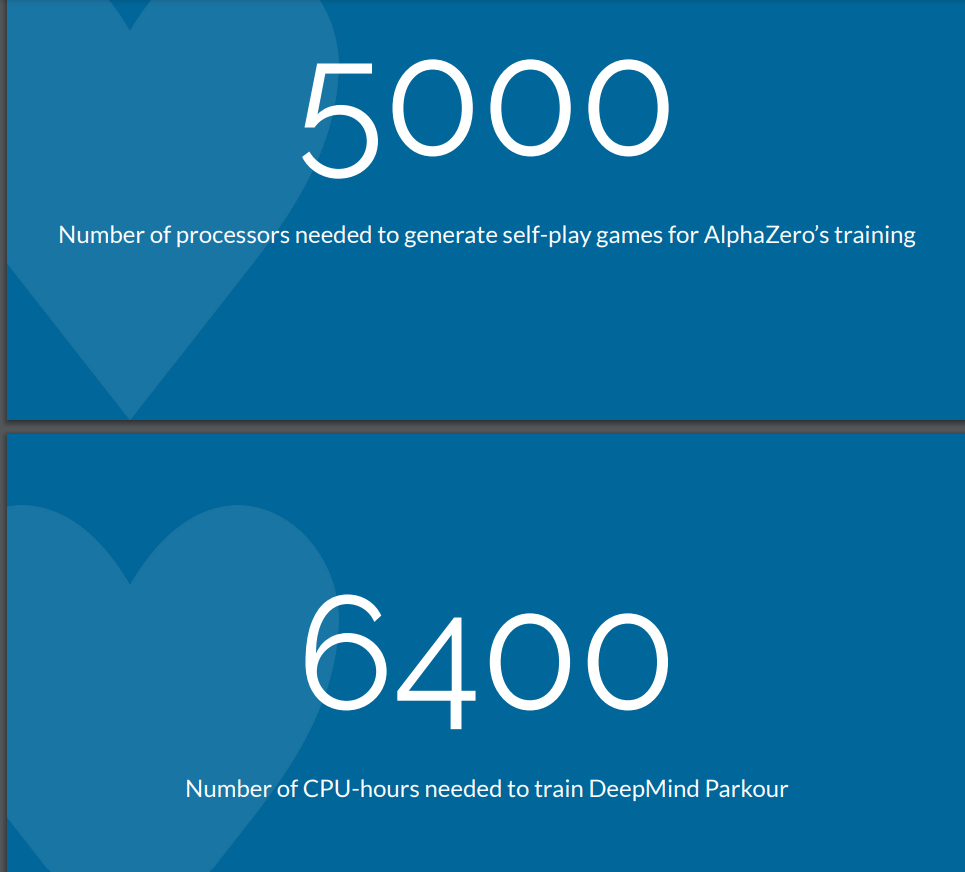 5000
Number of processors needed to generate self-play games for AlphaZero’s training
6400
Number of CPU-hours needed to train DeepMind Parkour